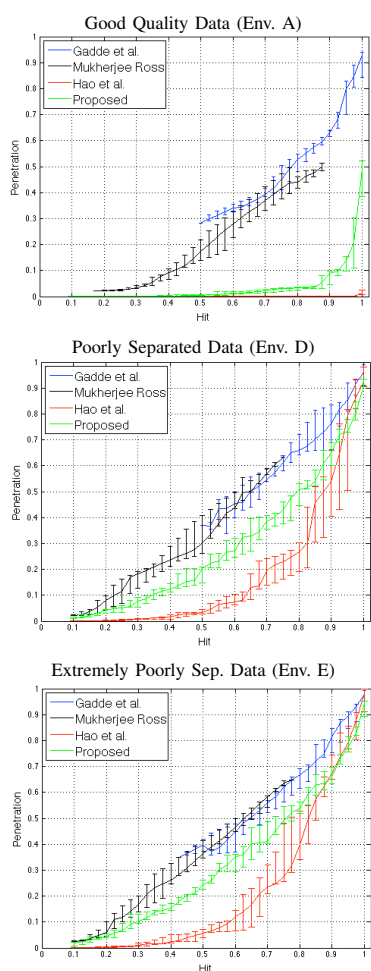 Good Quality Data (Env. A)
1
0.9
0.8
0.7
0.6
0.5
0.4
0.3
0.2
0.1
0
Penetration
Gadde et al.
Mukherjee Ross
Hao et al.
Proposed
0 0.1 0.2 0.3 0.4 0.5 0.6 0.7 0.8 0.9 1
Hit
Poorly Separated Data (Env. D)
1
0.9
0.8
0.7
0.6
0.5
0.4
0.3
0.2
0.1
0
Penetration
Gadde et al.
Mukherjee Ross
Hao et al.
Proposed
0 0.1 0.2 0.3 0.4 0.5 0.6 0.7 0.8 0.9 1
Hit
Extremely Poorly Sep. Data (Env. E)
1
0.9
0.8
0.7
0.6
0.5
0.4
0.3
0.2
0.1
0
Penetration
Gadde et al.
Mukherjee Ross
Hao et al.
Proposed
0 0.1 0.2 0.3 0.4 0.5 0.6 0.7 0.8 0.9 1
Hit